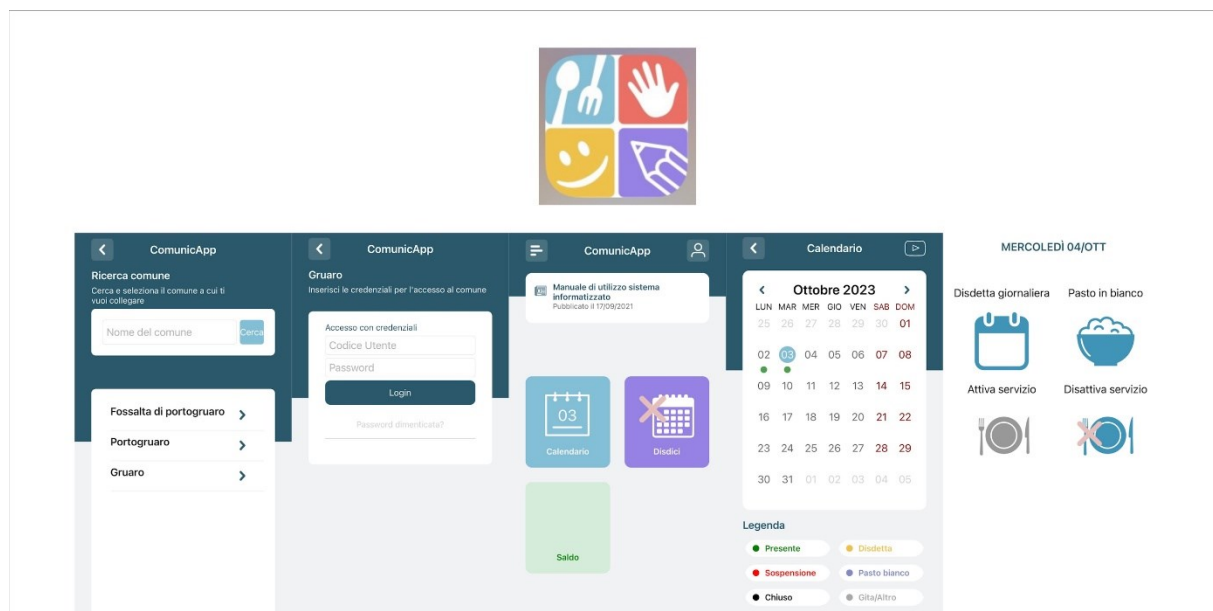 ComunicApp
Ricerca comune
Cerca e seleziona il comune a cui ti
vuoi collegare
Nome del comune
Cerca
Fossalta di portogruaro
Portogruaro
Gruaro
ComunicApp
Gruaro
Inserisci le credenziali per l'accesso al comune
Accesso con credenziali
Codice Utente
Password
Login
Password dimenticata?
ComunicApp
Manuale di utilizzo sistema
informatizzato
Pubblicato il 17/09/2021
03
Calendario
Disdici
Saldo
Calendario
Ottobre 2023
LUN MAR MER GIO VEN SAB DOM
25 26 27 28 29 30 01
02 03 04 05 06 07 08
09 10 11 12 13 14 15
16 17 18 19 20 21 22
23 24 25 26 27 28 29
30 31 01 02 03 04 05
Legenda
Presente
Disdetta
Sospensione
Pasto bianco
Chiuso
Gita/Altro
MERCOLEDÌ 04/OTT
Disdetta giornaliera
Pasto in bianco
Attiva servizio
Disattiva servizio